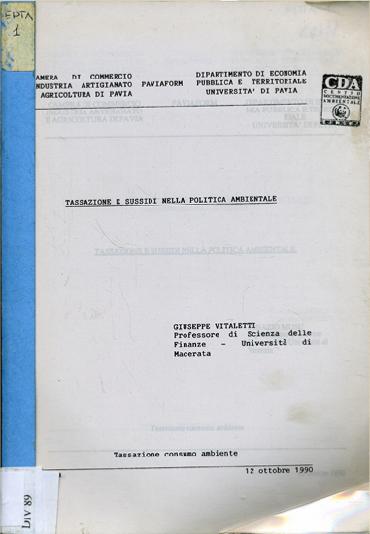 EPTA
1
CAMERA DI COMMERCIO
INDUSTRIA ARTIGIANATO
AGRICOLTURA DI PAVIA
PAVIAFORM
DIPARTIMENTO DI ECONOMIA
PUBBLICA E TERRITORIALE
UNIVERSITA' DI PAVIA
CDA
CENTRO
DOCUMENTAZIONE
AMBIENTALE
TASSAZIONE E SUSSIDI NELLA POLITICA AMBIENTALE
GIUSEPPE VITALETTI
Professore di Scienza delle
Finanze - Università di
Macerata
Tassazione consumo ambiente
12 ottobre 1990
DIV 89